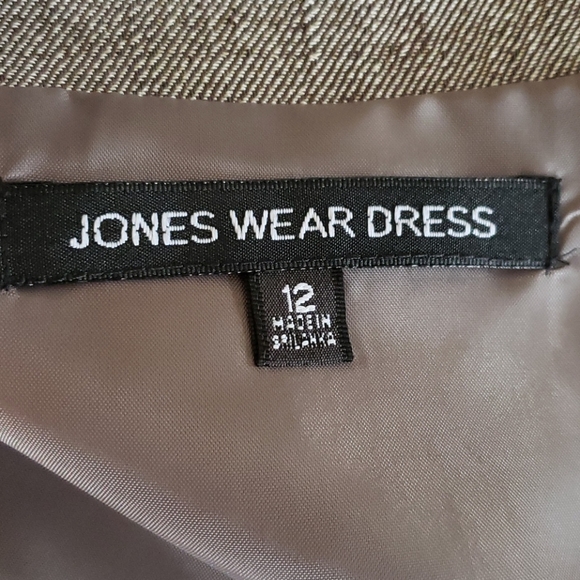 JONES WEAR DRESS
12
MADE IN
SRI LANKA